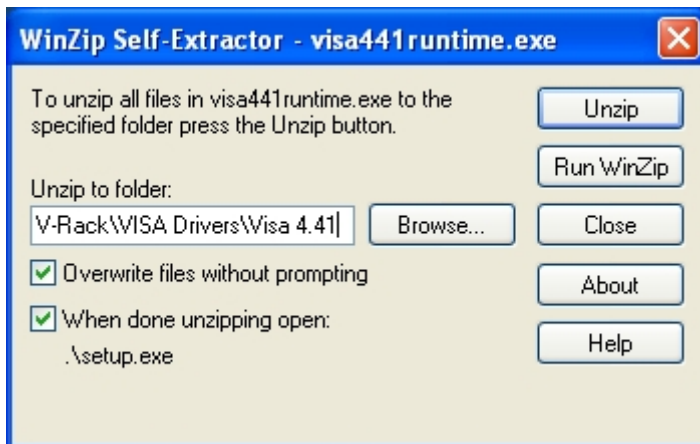 WinZip Self-Extractor - visa441runtime.exe
To unzip all files in visa441runtime.exe to the
specified folder press the Unzip button.
Unzip to folder:
V-Rack\VISA Drivers\Visa 4.41
Browse...
Overwrite files without prompting
When done unzipping open:
.\setup.exe
Unzip
Run WinZip
Close
About
Help